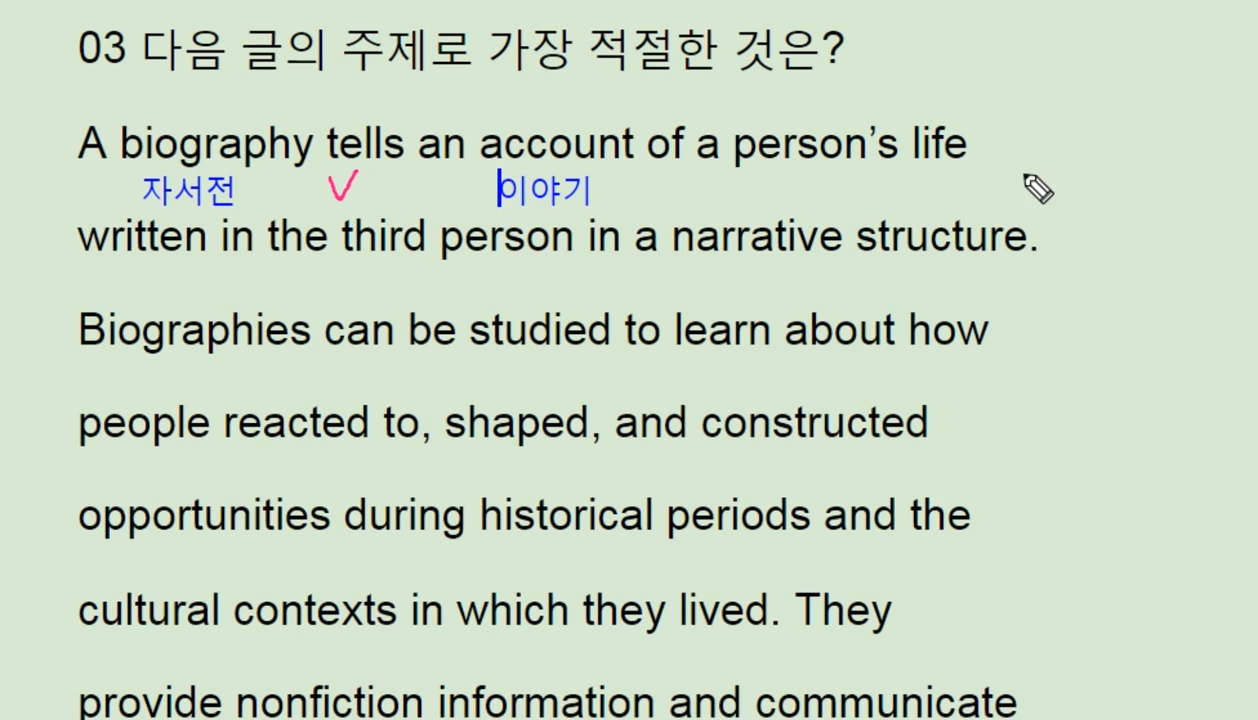 03 다음 글의 주제로 가장 적절한 것은?
A biography tells an account of a person's life
자서전 이야기
written in the third person in a narrative structure.
Biographies can be studied to learn about how
people reacted to, shaped, and constructed
opportunities during historical periods and the
cultural contexts in which they lived. They
provide nonfiction information and communicate